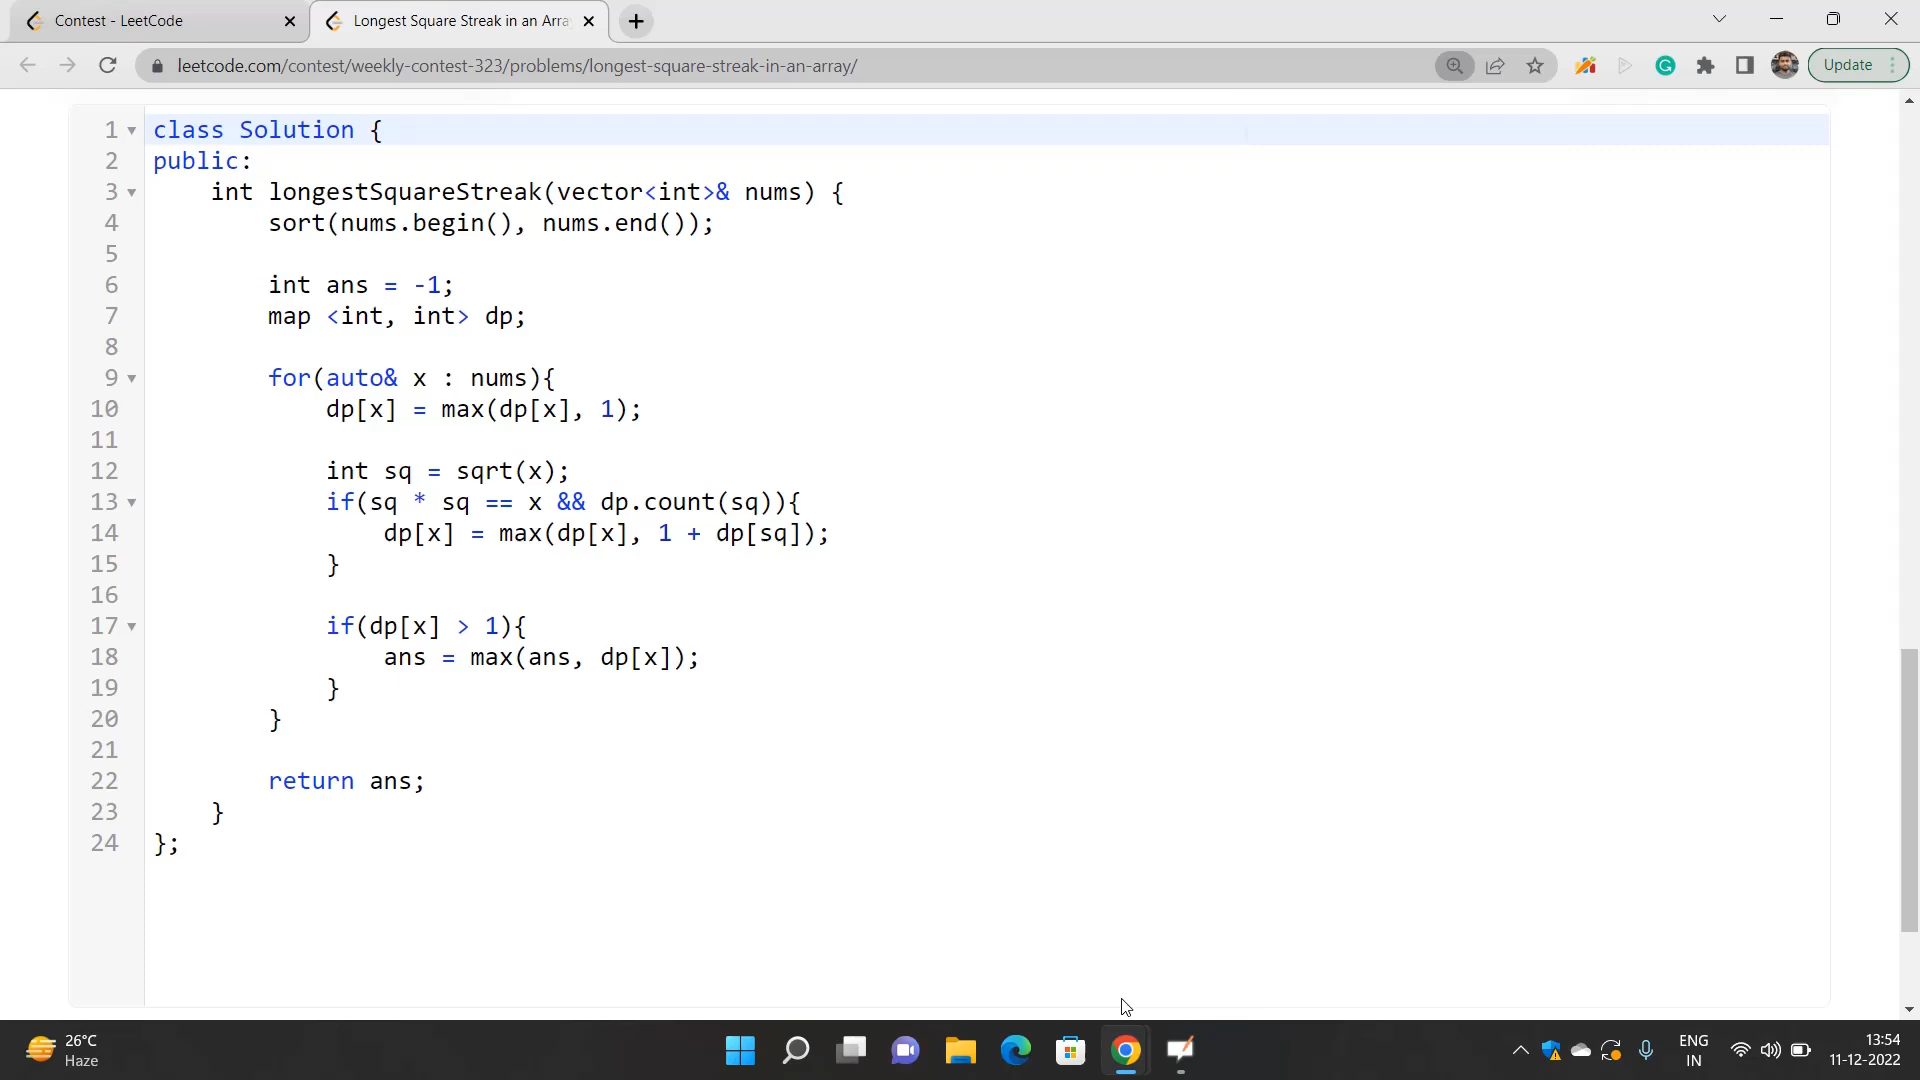 Contest - LeetCode
Longest Square Streak in an Arra
leetcode.com/contest/weekly-contest-323/problems/longest-square-streak-in-an-array/
Update
1 class Solution {
2 public:
3     int longestSquareStreak(vector<int>& nums) {
4         sort(nums.begin(), nums.end());
5
6         int ans = -1;
7         map <int, int> dp;
8
9         for(auto& x : nums){
10             dp[x] = max(dp[x], 1);
11
12             int sq = sqrt(x);
13             if(sq * sq == x && dp.count(sq)){
14                 dp[x] = max(dp[x], 1 + dp[sq]);
15             }
16
17             if(dp[x] > 1){
18                 ans = max(ans, dp[x]);
19             }
20         }
21
22         return ans;
23     }
24 };
26°C
Haze
ENG
IN
13:54
11-12-2022